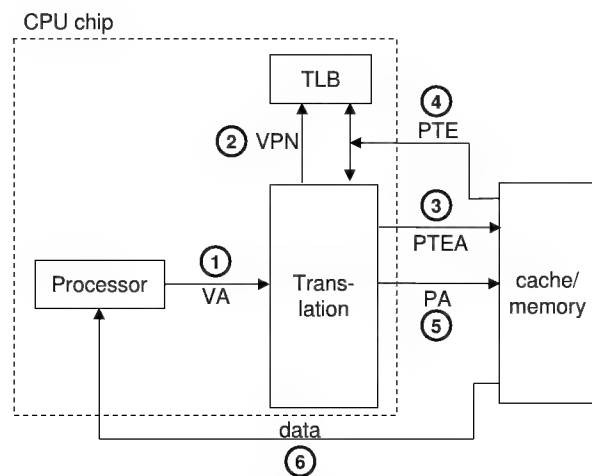 CPU chip
TLB
4
PTE
2 VPN
3
PTEA
1
VA
Processor
Trans-
lation
PA
5
cache/
memory
data
6